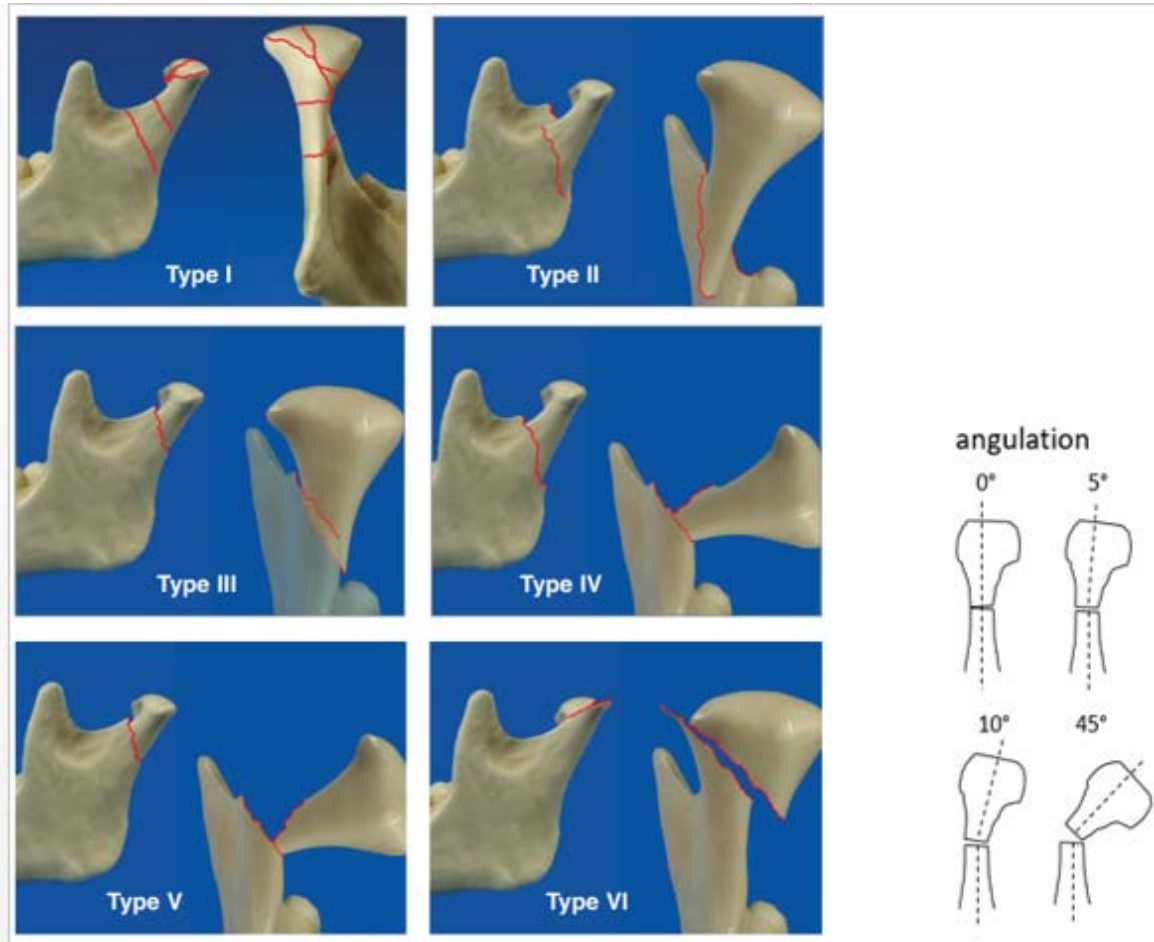 Type I
Type II
Type III
Type IV
Type V
Type VI
angulation
0°
5°
10°
45°